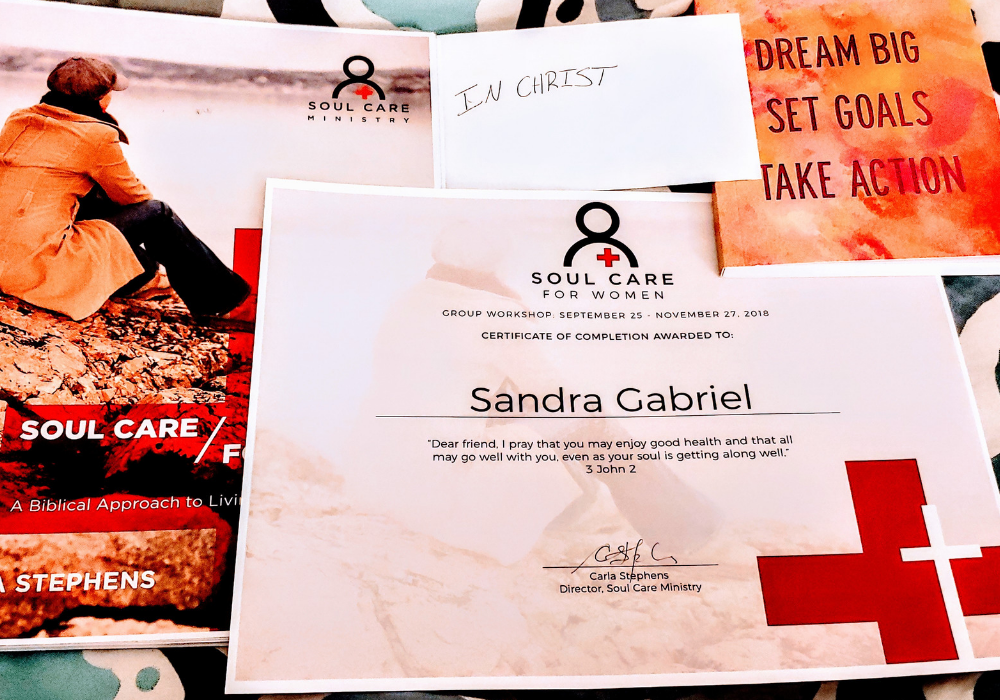 SOUL CARE
MINISTRY
IN CHRIST
DREAM BIG
SET GOALS
TAKE ACTION
SOUL CARE /
A Biblical Approach to
STEPHENS
SOUL CARE
FOR WOMEN
GROUP WORKSHOP: SEPTEMBER 25 - NOVEMBER 27, 2018
CERTIFICATE OF COMPLETION AWARDED TO:
Sandra Gabriel
"Dear friend, I pray that you may enjoy good health and that all
may go well with you, even as your soul is getting along well."
3 John 2
Carla Stephens
Director, Soul Care Ministry